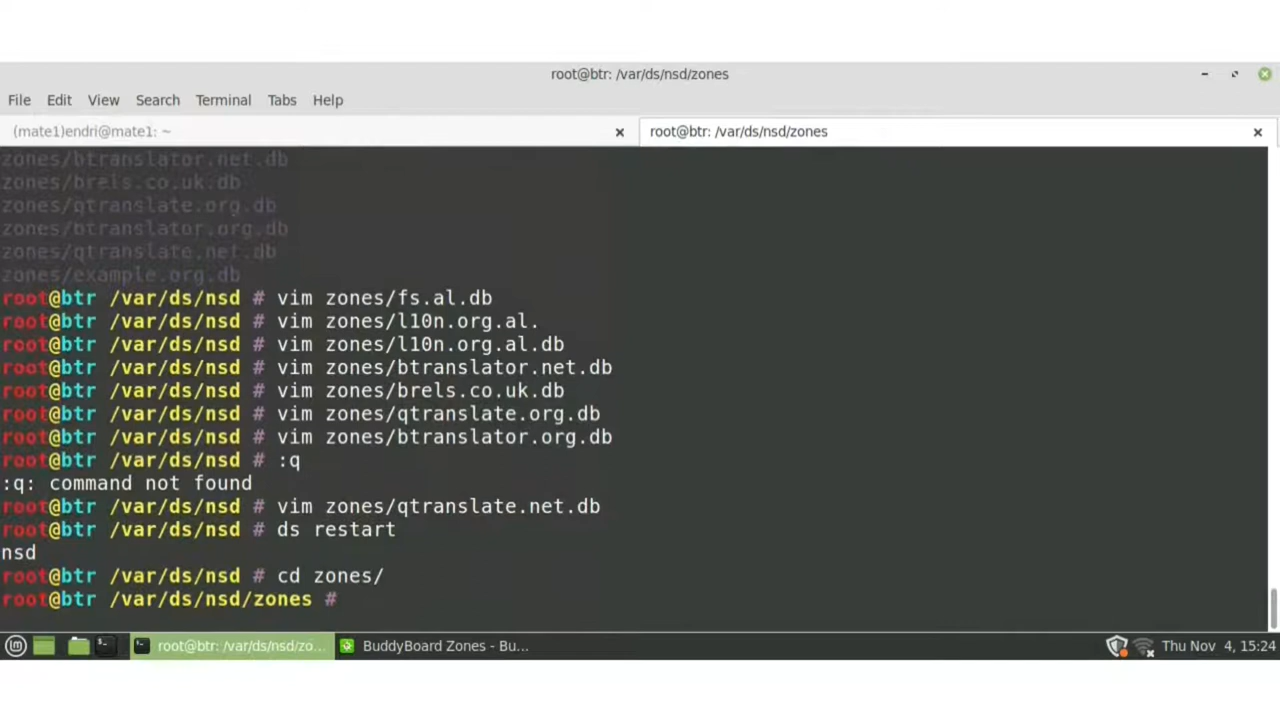 root@btr: /var/ds/nsd/zones
File Edit View Search Terminal Tabs Help
(mate1)endri@mate1: ~
root@btr: /var/ds/nsd/zones
zones/btranslator.net.db
zones/brels.co.uk.db
zones/qtranslate.org.db
zones/btranslator.org.db
zones/qtranslate.net.db
zones/example.org.db
root@btr /var/ds/nsd # vim zones/fs.al.db
root@btr /var/ds/nsd # vim zones/l10n.org.al.
root@btr /var/ds/nsd # vim zones/l10n.org.al.db
root@btr /var/ds/nsd # vim zones/btranslator.net.db
root@btr /var/ds/nsd # vim zones/brels.co.uk.db
root@btr /var/ds/nsd # vim zones/qtranslate.org.db
root@btr /var/ds/nsd # vim zones/btranslator.org.db
root@btr /var/ds/nsd # :q
:q: command not found
root@btr /var/ds/nsd # vim zones/qtranslate.net.db
root@btr /var/ds/nsd # ds restart
nsd
root@btr /var/ds/nsd # cd zones/
root@btr /var/ds/nsd/zones #
root@btr: /var/ds/nsd/zo... BuddyBoard Zones - Bu... Thu Nov 4, 15:24